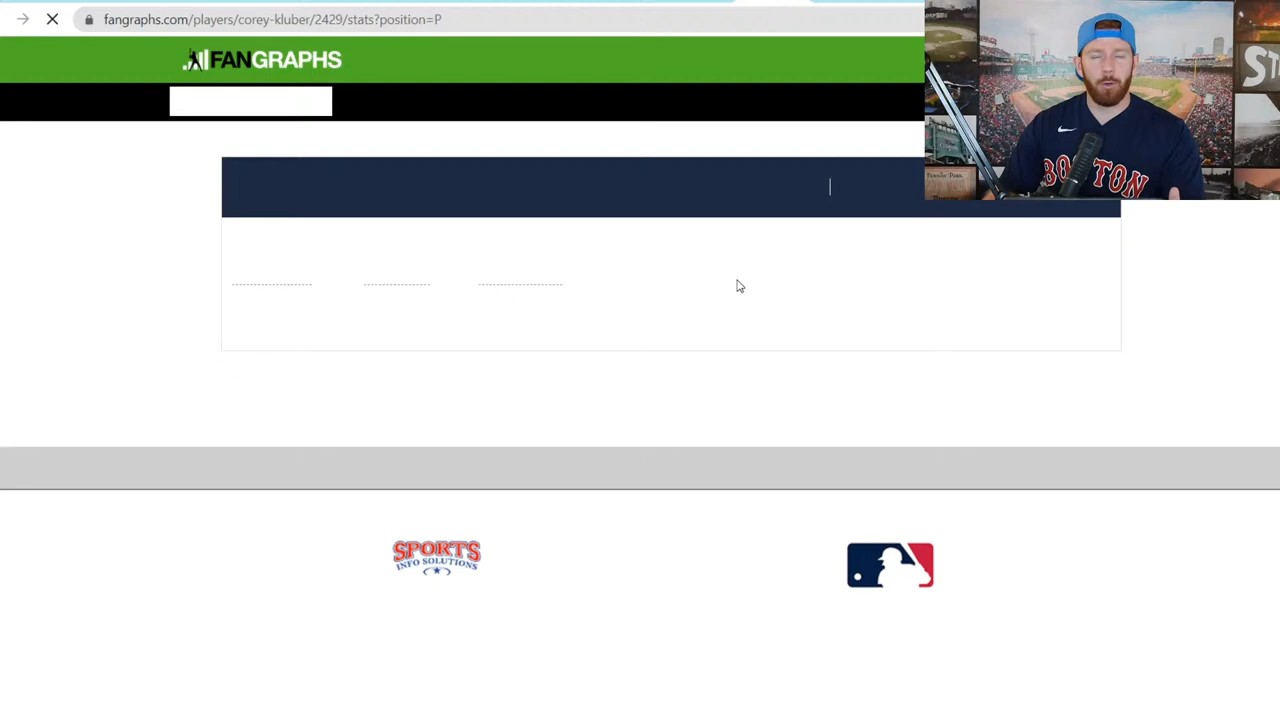 fangraphs.com/players/corey-kluber/2429/stats?position=P
FANGRAPHS
BOSTON
SPORTS
INFO SOLUTIONS